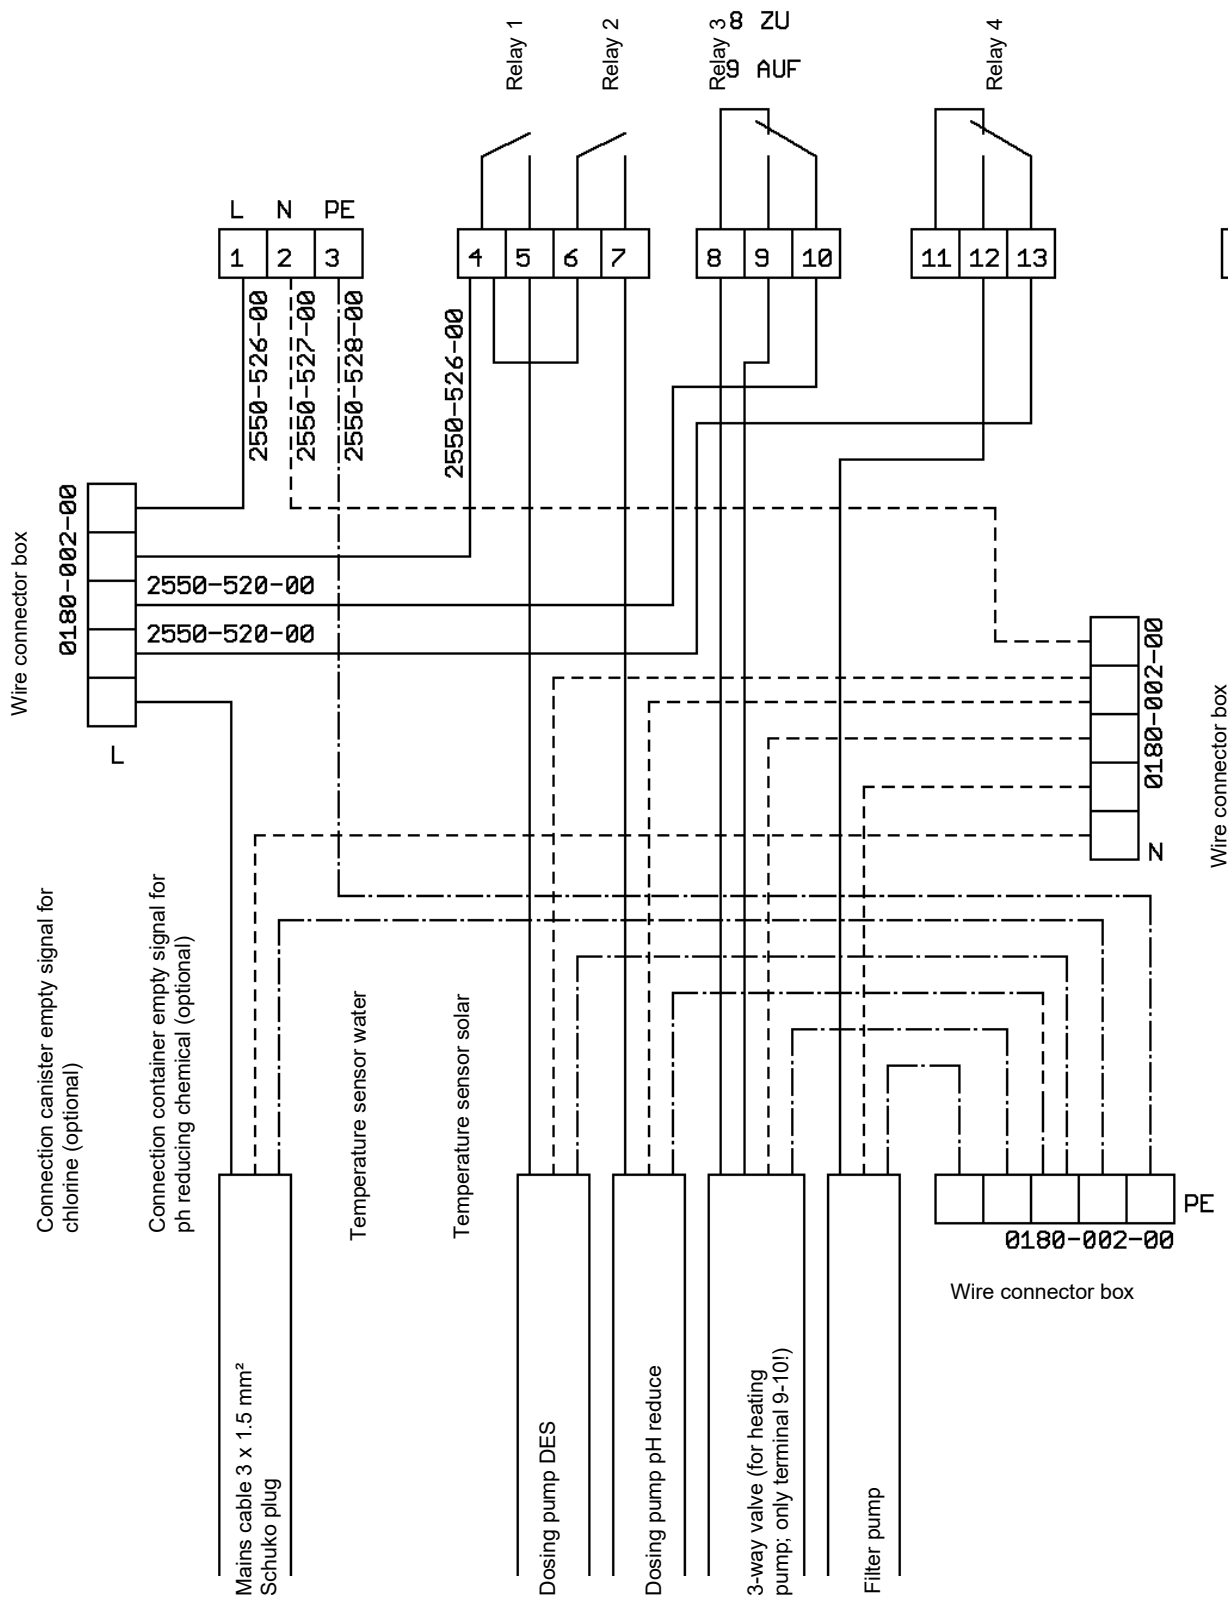 Relay 1
Relay 2
Relay 3
8 ZU
9 AUF
Relay 4
L N PE
1 2 3
4 5 6 7
8 9 10
11 12 13
2550-526-00
2550-527-00
2550-528-00
2550-526-00
Wire connector box
0180-002-00
2550-520-00
2550-520-00
L
0180-002-00
N
Wire connector box
Connection canister empty signal for
chlorine (optional)
Connection container empty signal for
ph reducing chemical (optional)
Temperature sensor water
Temperature sensor solar
PE
0180-002-00
Wire connector box
Mains cable 3 x 1.5 mm²
Schuko plug
Dosing pump DES
Dosing pump pH reduce
3-way valve (for heating
pump; only terminal 9-10!)
Filter pump